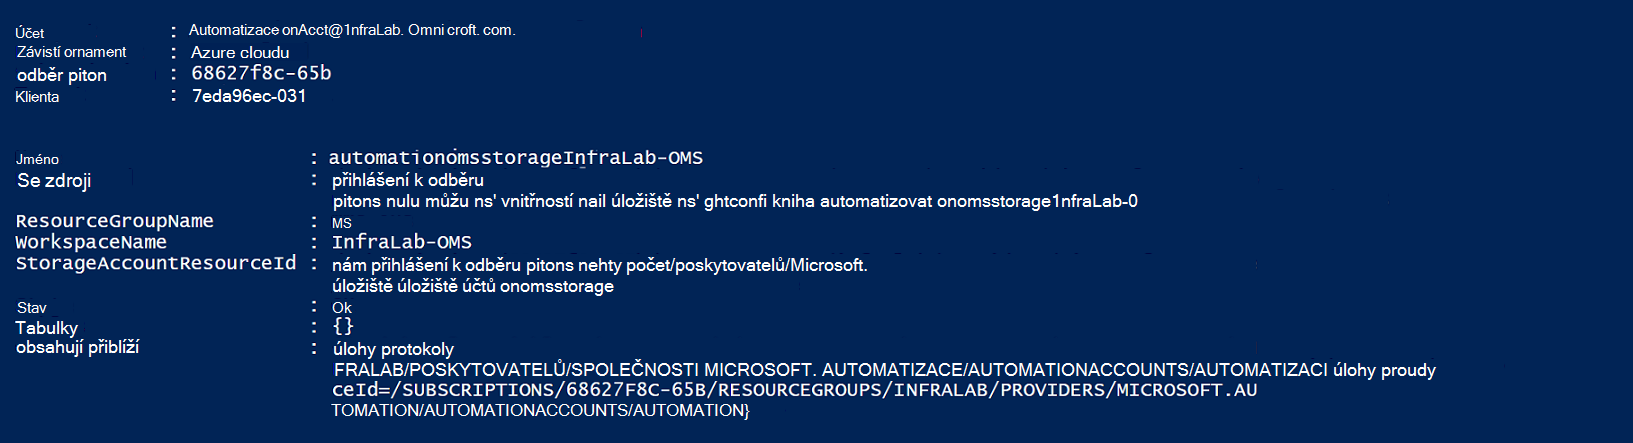 Účet : Automatizace onAcct@1nfraLab. Omni croft. com.
Závistí ornament : Azure cloudu
odběr piton : 68627f8c-65b
Klienta : 7eda96ec-031
Jméno : automationomsstorageInfraLab-OMS
Se zdroji : přihlášení k odběru
pitons nulu můžu ns' vnitřností nail úložiště ns' ghtconfi kniha automatizovat onomsstorage1nfraLab-0
ResourceGroupName : MS
WorkspaceName : InfraLab-OMS
StorageAccountResourceId : nám přihlášení k odběru pitons nehty počet/poskytovatelů/Microsoft.
úložiště úložiště účtů onomsstorage
Stav : Ok
Tabulky : {}
obsahují přiblíží : úlohy protokoly
FRALAB/POSKYTOVATELŮ/SPOLEČNOSTI MICROSOFT. AUTOMATIZACE/AUTOMATIONACCOUNTS/AUTOMATIZACI úlohy proudy
ceId=/SUBSCRIPTIONS/68627F8C-65B/RESOURCEGROUPS/INFRALAB/PROVIDERS/MICROSOFT.AU
TOMATION/AUTOMATIONACCOUNTS/AUTOMATION}